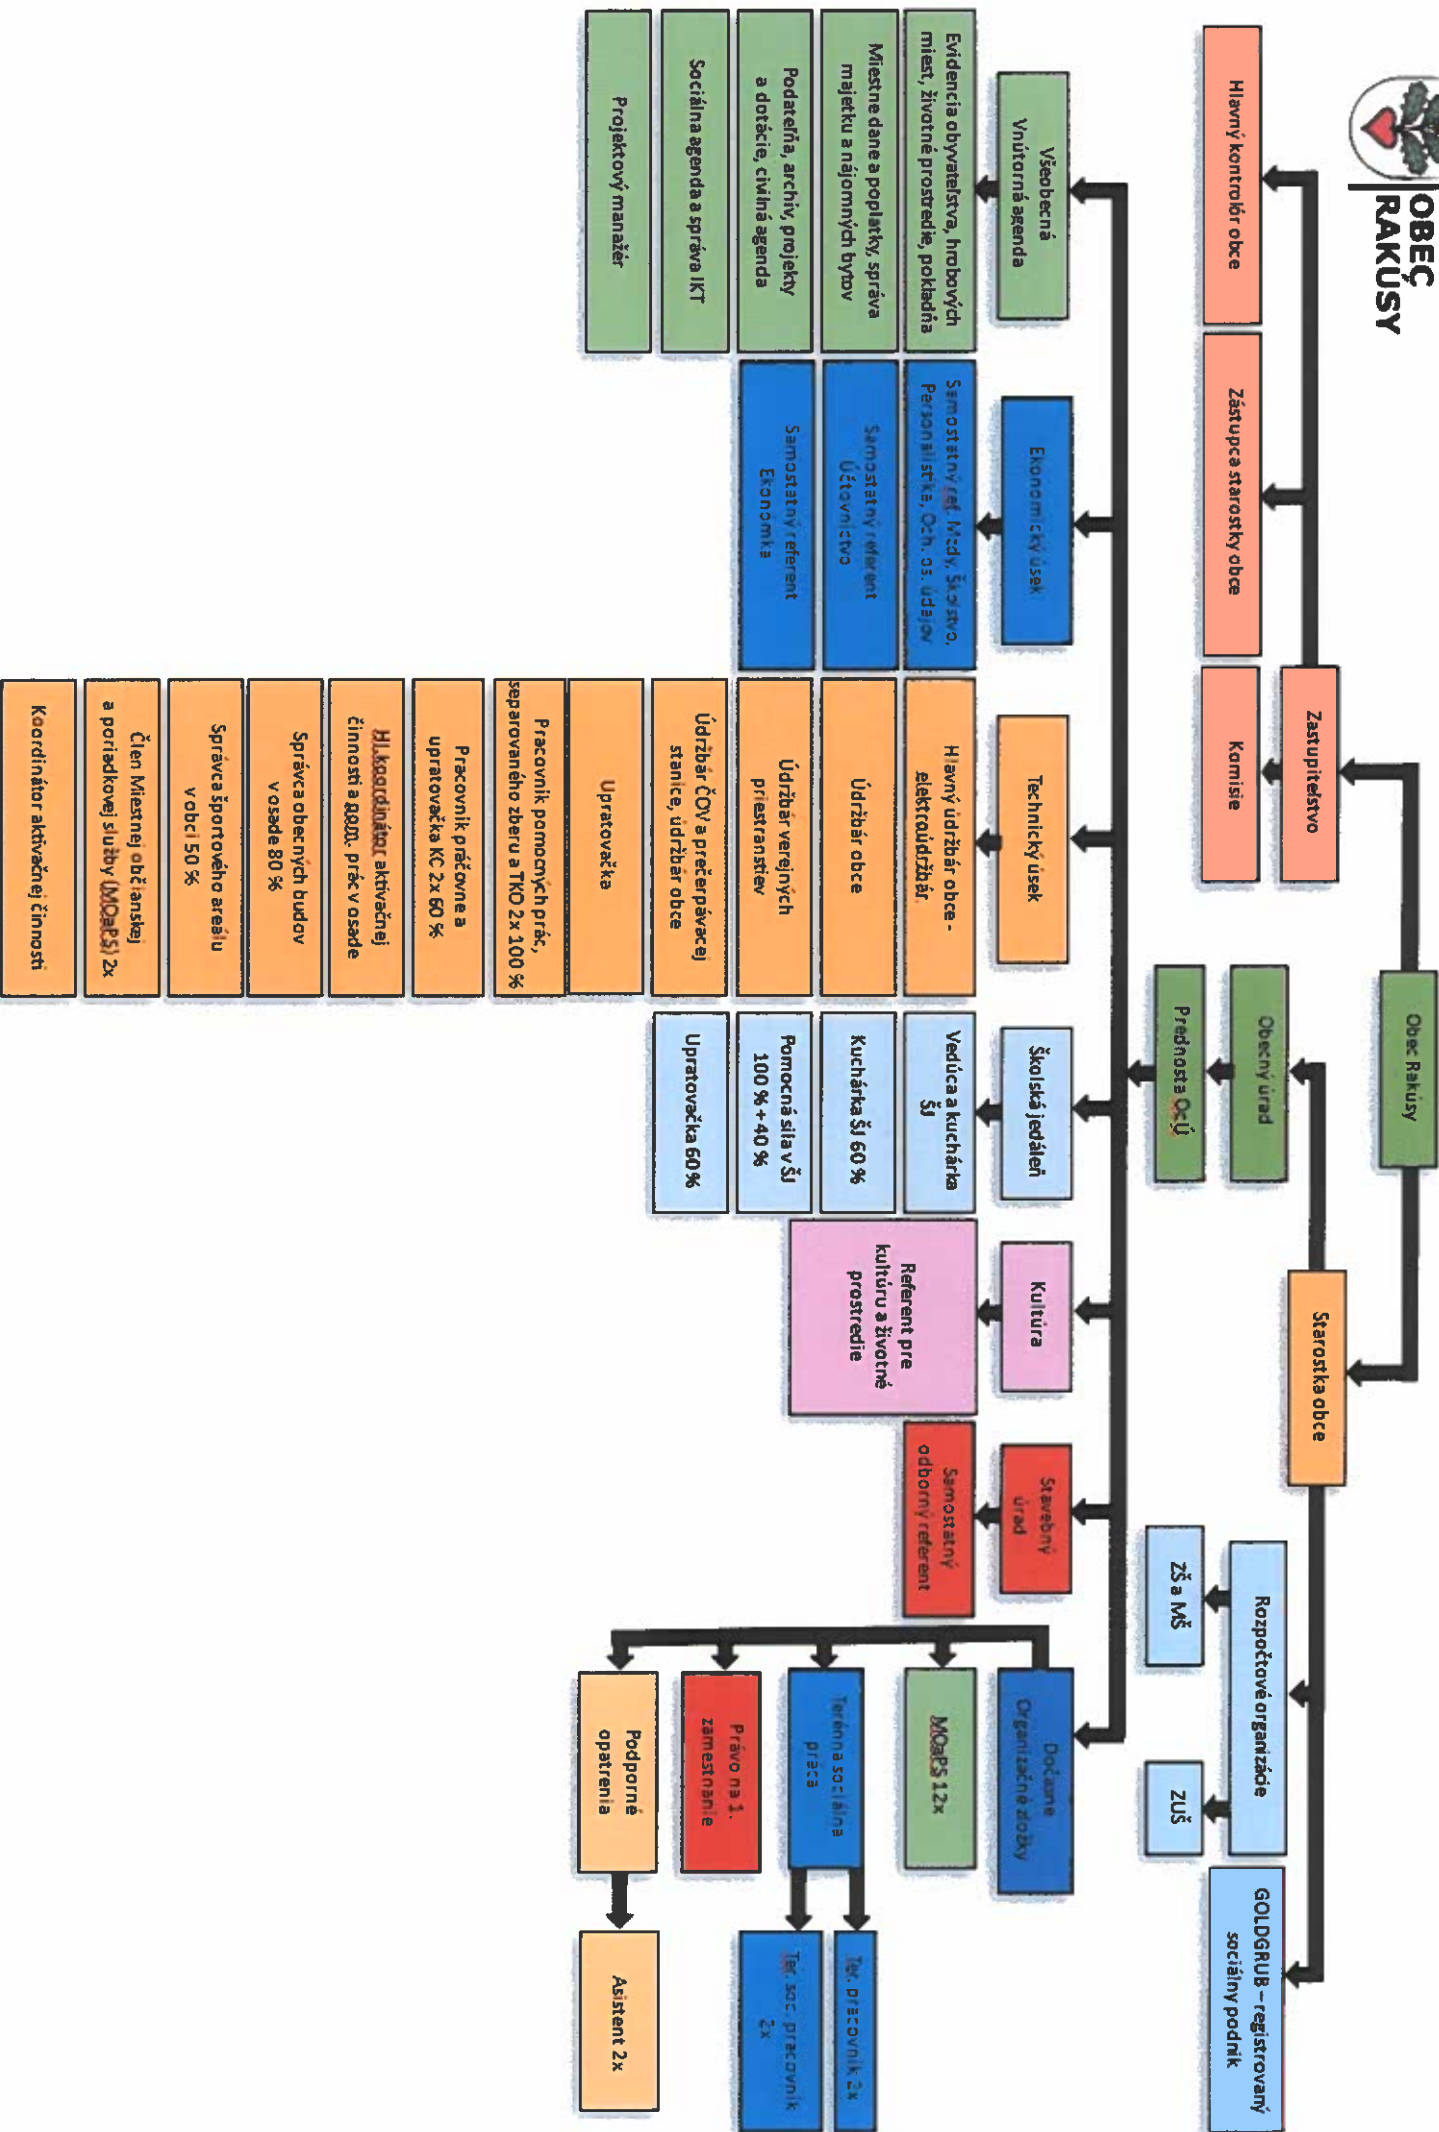 OBEC
RAKÚSY
Obec Rakúsy
Zastupiteľstvo
Starostka obce
Hlavný kontrolór obce
Zástupca starostky obce
Komisie
Obecný úrad
Prednosta OcÚ
Rozpočtové organizácie
ZŠ a MŠ
ZUŠ
GOLDGRUB – registrovaný
sociálny podnik
Všeobecná
Vnútorná agenda
Evidencia obyvateľstva, hrobových
miest, životné prostredie, pokladňa
Miestne dane a poplatky, správa
majetku a nájomných bytov
Podateľňa, archív, projekty
a dotácie, civilná agenda
Sociálna agenda a správa IKT
Projektový manažér
Ekonomický úsek
Samostatný ref. Mzdy, Školstvo,
Personalistika, Och. os. údajov
Samostatný referent
Účtovníctvo
Samostatný referent
Ekonómka
Technický úsek
Hlavný údržbár obce -
elektroúdržbár
Údržbár obce
Údržbár verejných
priestranstiev
Údržbár ČOV a prečerpávacej
stanice, údržbár obce
Upratovačka
Pracovník pomocných prác,
separovaného zberu a TKO 2x 100 %
Pracovník práčovne a
upratovačka KC 2x 60 %
Hl.koordinátor aktivačnej
činnosti a pom. prác v osade
Správca obecných budov
v osade 80 %
Správca športového areálu
v obci 50 %
Člen Miestnej občianskej
a poriadkovej služby (MOaPS) 2x
Koordinátor aktivačnej činnosti
Školská jedáleň
Vedúca a kuchárka
ŠJ
Kuchárka ŠJ 60 %
Pomocná sila v ŠJ
100 % + 40 %
Upratovačka 60 %
Kultúra
Referent pre
kultúru a životné
prostredie
Stavebný
úrad
Samostatný
odborný referent
Dočasne
Organizačné zložky
MOaPS 12x
Terénna sociálna
práca
Ter. pracovník 2x
Ter. soc. pracovník
2x
Právo na 1.
zamestnanie
Podporné
opatrenia
Asistent 2x